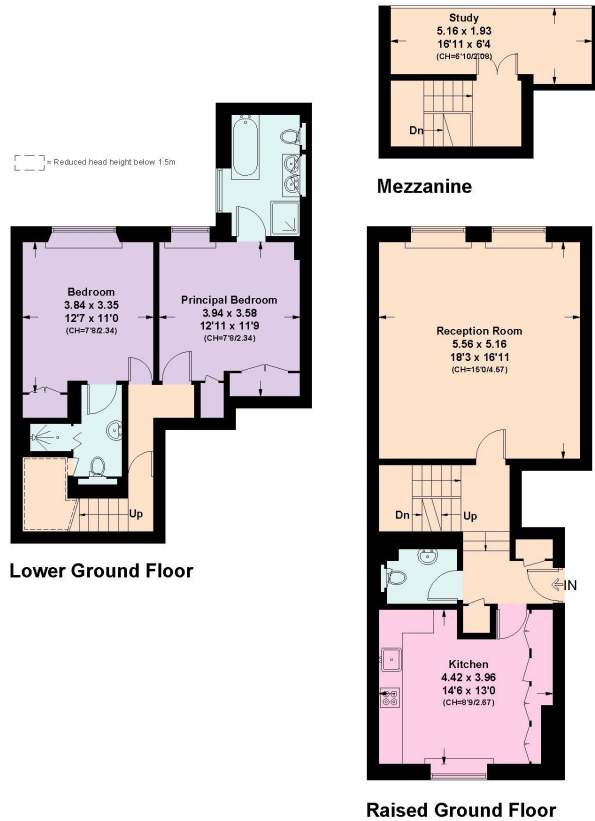 Study
5.16 x 1.93
16'11 x 6'4
(CH=6'10/2.08)
Dn
Mezzanine
= Reduced head height below 1.5m
Bedroom
3.84 x 3.35
12'7 x 11'0
(CH=7'8/2.34)
Principal Bedroom
3.94 x 3.58
12'11 x 11'9
(CH=7'8/2.34)
Up
Lower Ground Floor
Reception Room
5.56 x 5.16
18'3 x 16'11
(CH=15'0/4.57)
Dn
Up
IN
Kitchen
4.42 x 3.96
14'6 x 13'0
(CH=8'9/2.67)
Raised Ground Floor